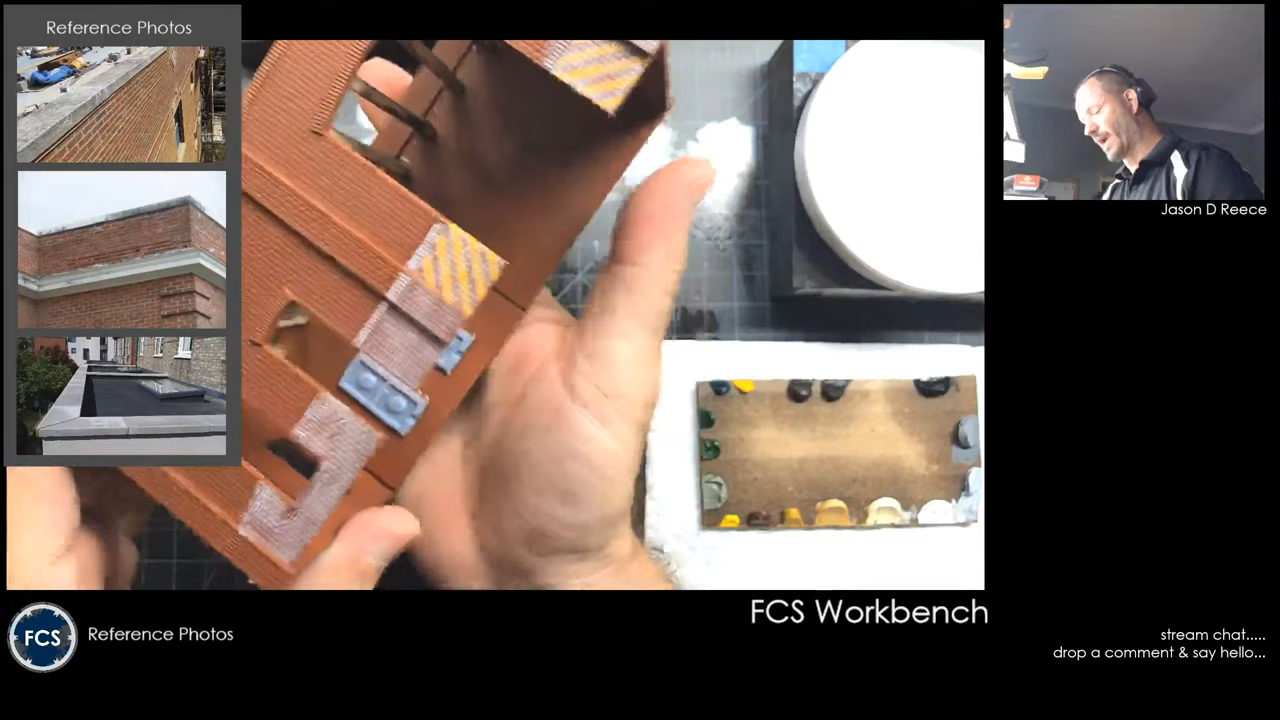 Reference Photos
Jason D Reece
FCS Workbench
FCS
Reference Photos
stream chat.....
drop a comment & say hello...